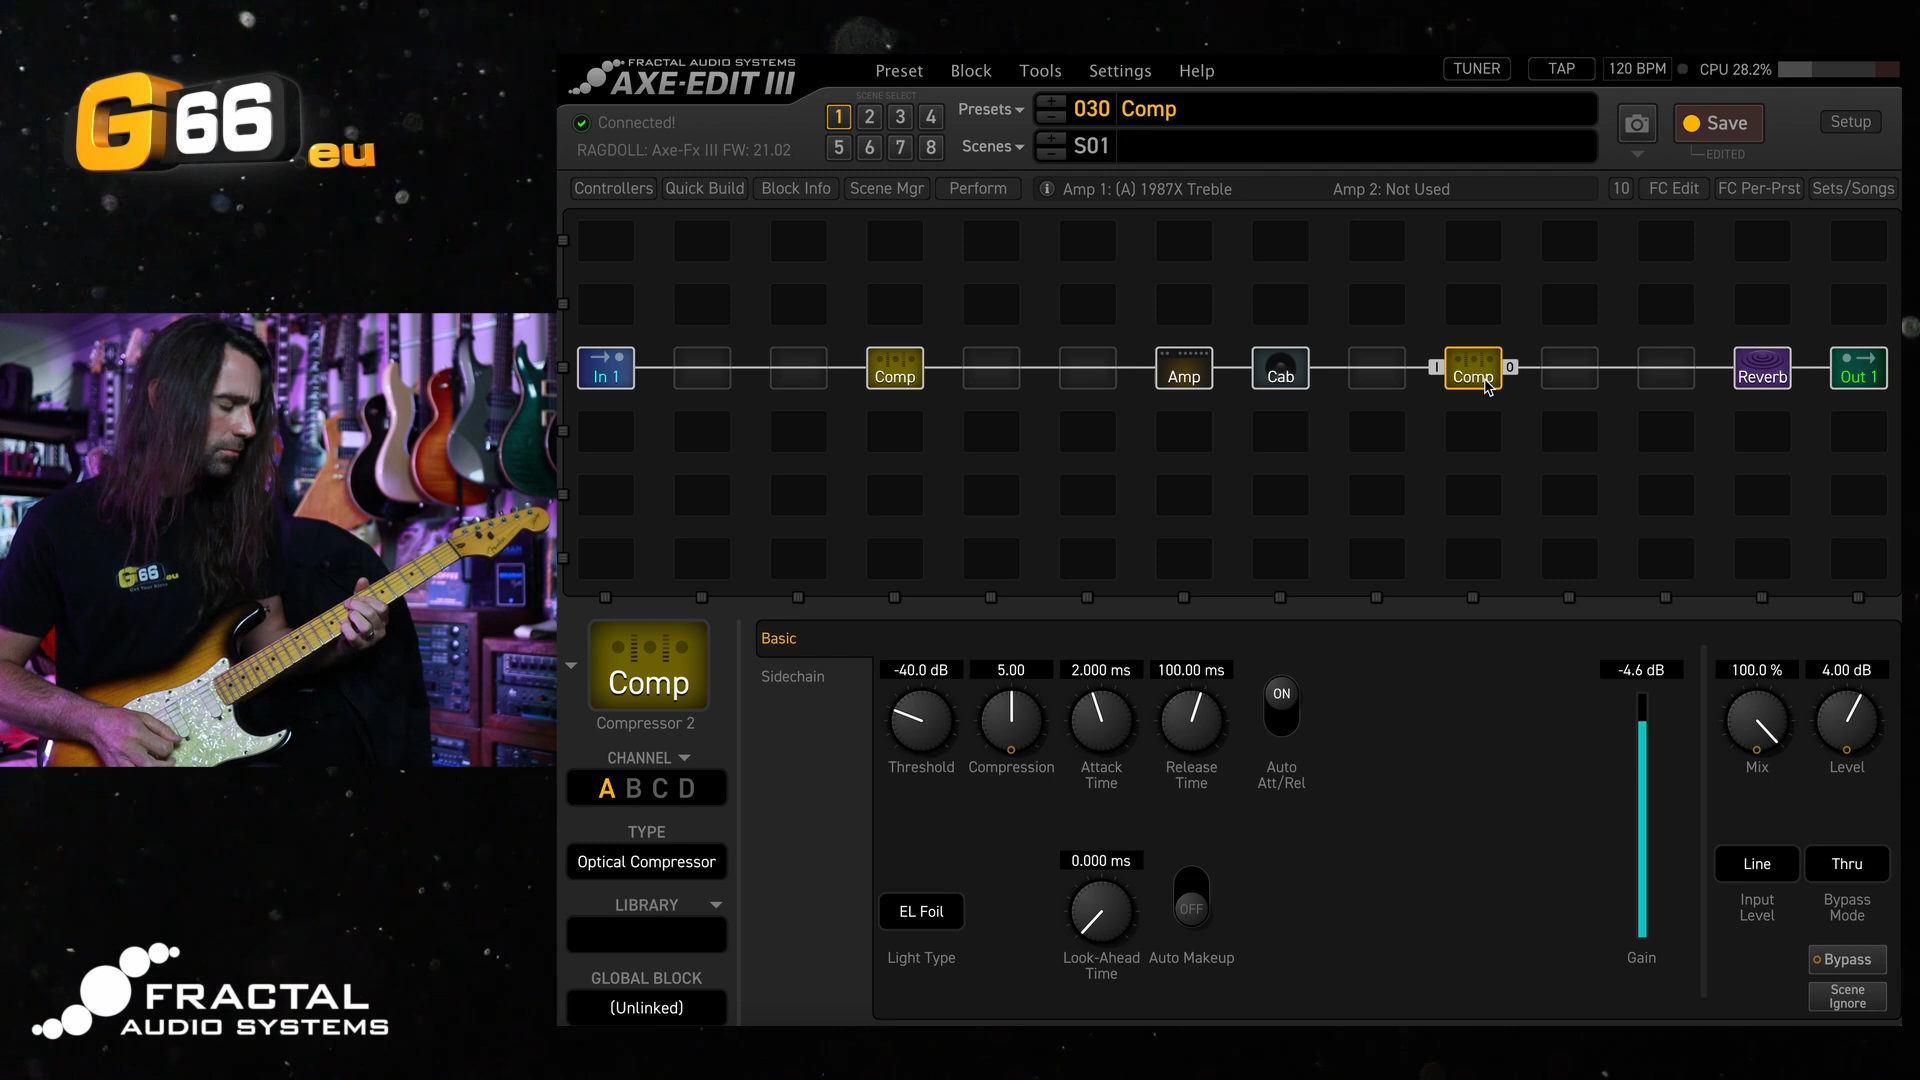 G66.eu
FRACTAL AUDIO SYSTEMS
AXE-EDIT III
Preset Block Tools Settings Help
TUNER TAP 120 BPM CPU 28.2%
Connected!
RAGDOLL: Axe-Fx III FW: 21.02
SCENE SELECT
1 2 3 4
5 6 7 8
Presets 030 Comp
Scenes S01
Save
EDITED
Setup
Controllers Quick Build Block Info Scene Mgr Perform
Amp 1: (A) 1987X Treble Amp 2: Not Used
10 FC Edit FC Per-Prst Sets/Songs
In 1 Comp Amp Cab I Comp O Reverb Out 1
G66.eu
Comp
Compressor 2
CHANNEL
A B C D
TYPE
Optical Compressor
LIBRARY
GLOBAL BLOCK
(Unlinked)
Basic
Sidechain
-40.0 dB 5.00 2.000 ms 100.00 ms
ON
Threshold Compression Attack Time Release Time Auto Att/Rel
0.000 ms
EL Foil
OFF
Light Type Look-Ahead Time Auto Makeup
-4.6 dB
Gain
100.0 % 4.00 dB
Mix Level
Line Thru
Input Level Bypass Mode
Bypass
Scene Ignore
FRACTAL
AUDIO SYSTEMS